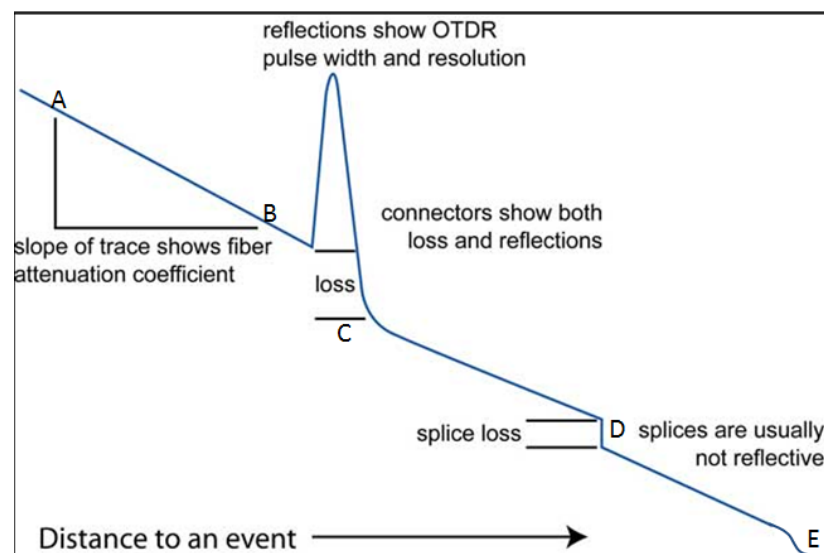 reflections show OTDR
pulse width and resolution
A
B
connectors show both
loss and reflections
slope of trace shows fiber
attenuation coefficient
loss
C
splice loss
D
splices are usually
not reflective
Distance to an event
E